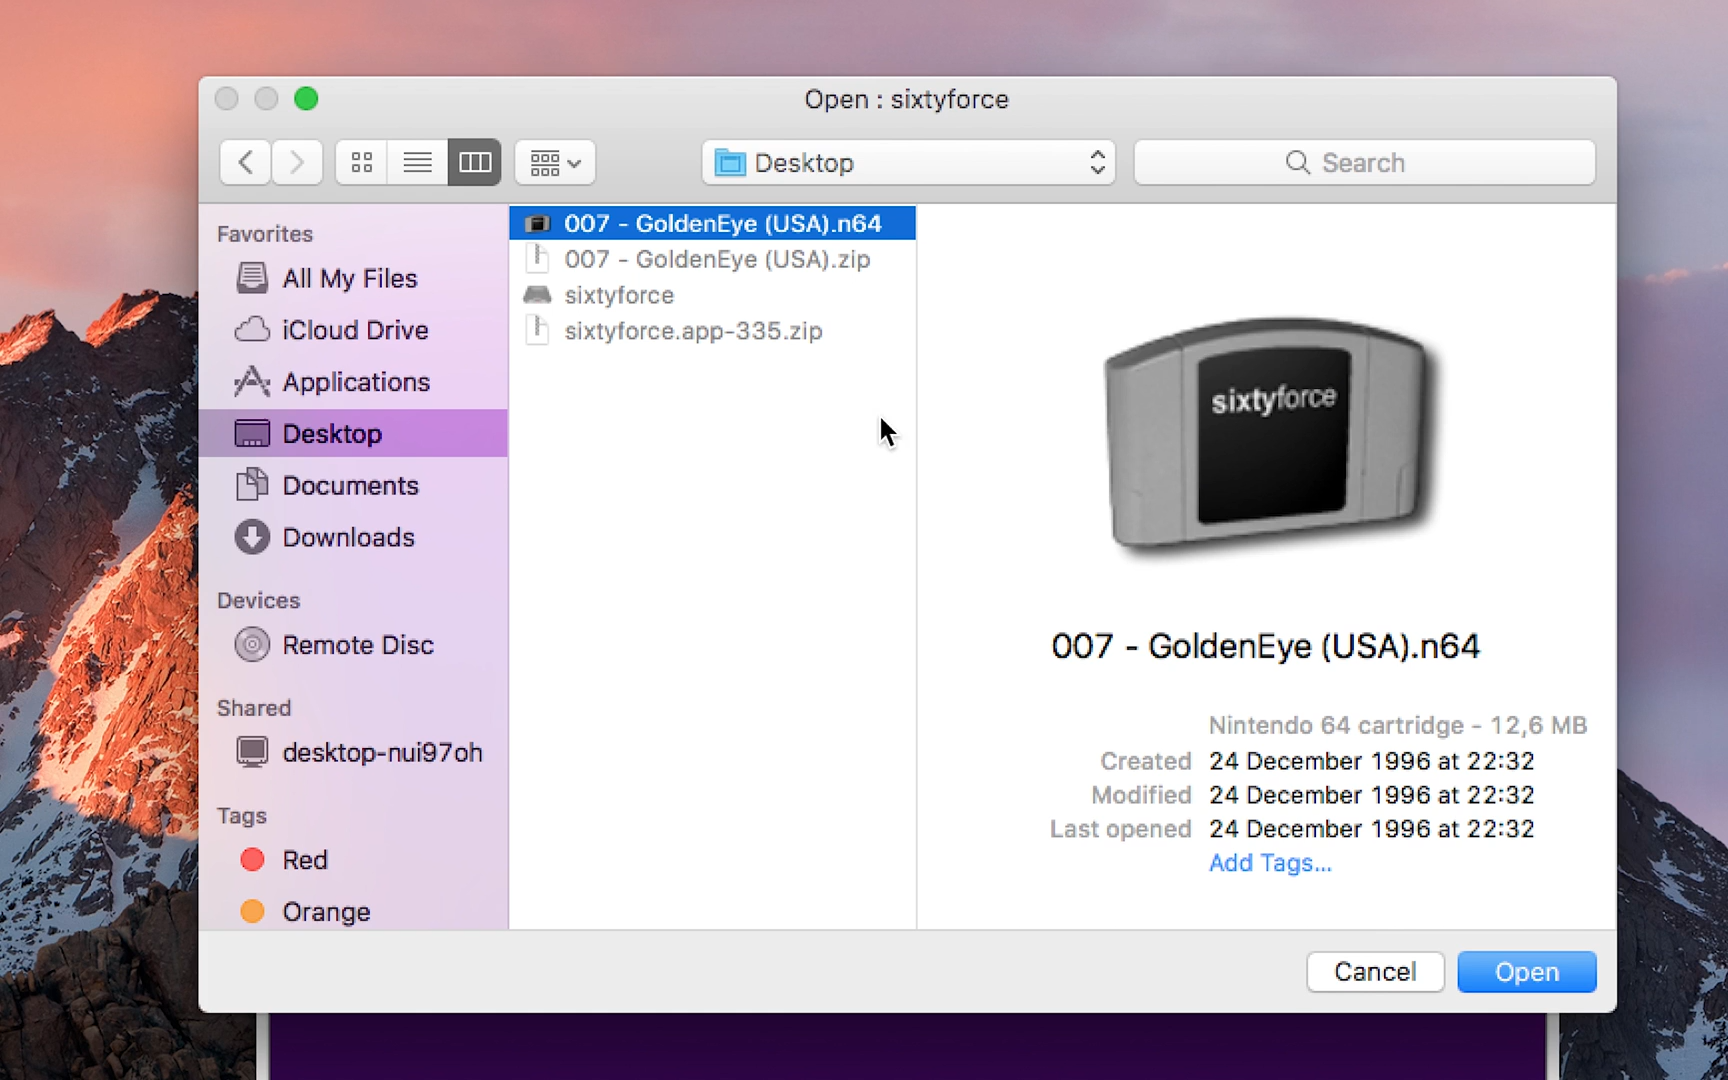 Open : sixtyforce
Desktop
Search
Favorites
All My Files
iCloud Drive
Applications
Desktop
Documents
Downloads
Devices
Remote Disc
Shared
desktop-nui97oh
Tags
Red
Orange
007 - GoldenEye (USA).n64
007 - GoldenEye (USA).zip
sixtyforce
sixtyforce.app-335.zip
sixtyforce
007 - GoldenEye (USA).n64
Nintendo 64 cartridge - 12,6 MB
Created 24 December 1996 at 22:32
Modified 24 December 1996 at 22:32
Last opened 24 December 1996 at 22:32
Add Tags...
Cancel
Open